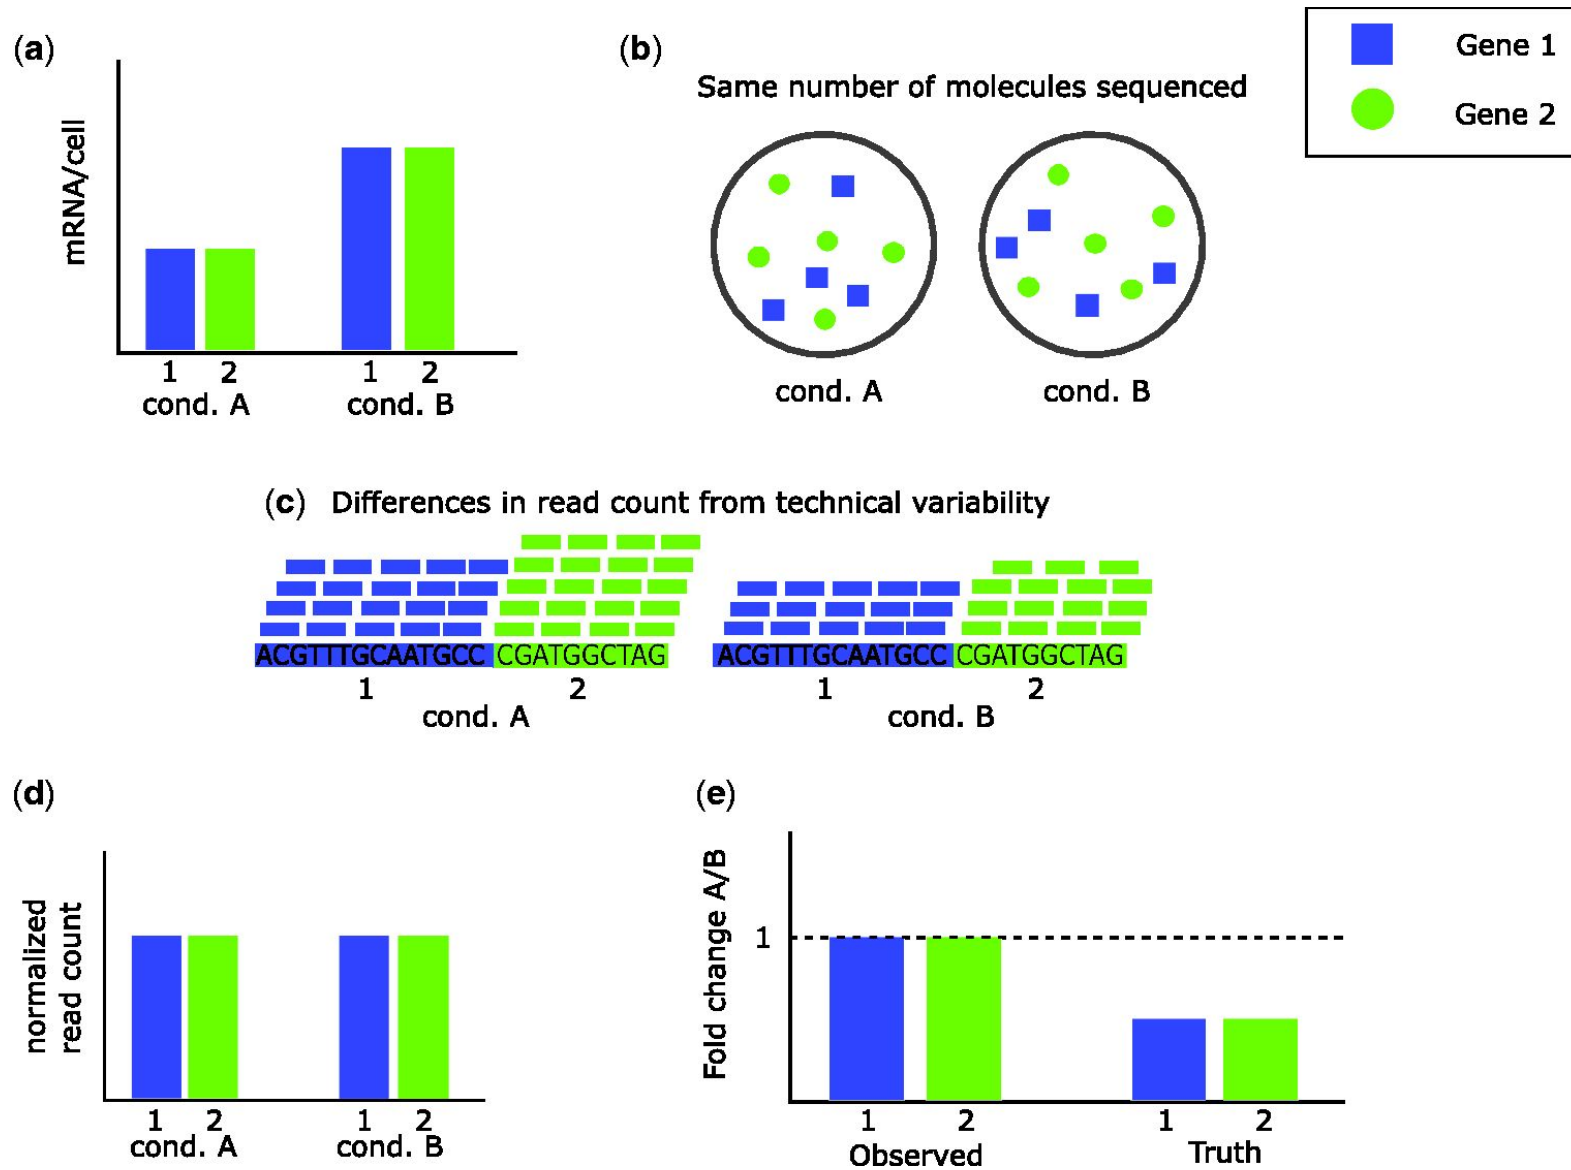 (a)
mRNA/cell
1 2 1 2
cond. A cond. B
(b)
Same number of molecules sequenced
cond. A cond. B
Gene 1
Gene 2
(c) Differences in read count from technical variability
ACGTTTGCAATGCC CGATGGCTAG ACGTTTGCAATGCC CGATGGCTAG
1 2 1 2
cond. A cond. B
(d)
normalized
read count
1 2 1 2
cond. A cond. B
(e)
Fold change A/B
1
1 2 1 2
Observed Truth